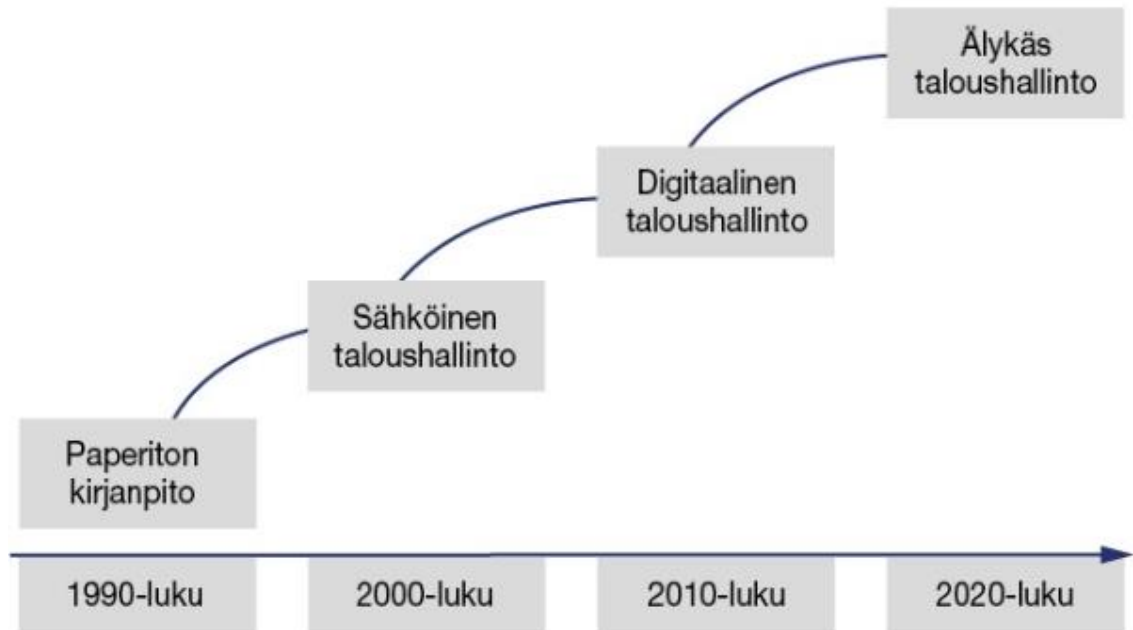 Älykäs
taloushallinto
Digitaalinen
taloushallinto
Sähköinen
taloushallinto
Paperiton
kirjanpito
1990-luku
2000-luku
2010-luku
2020-luku